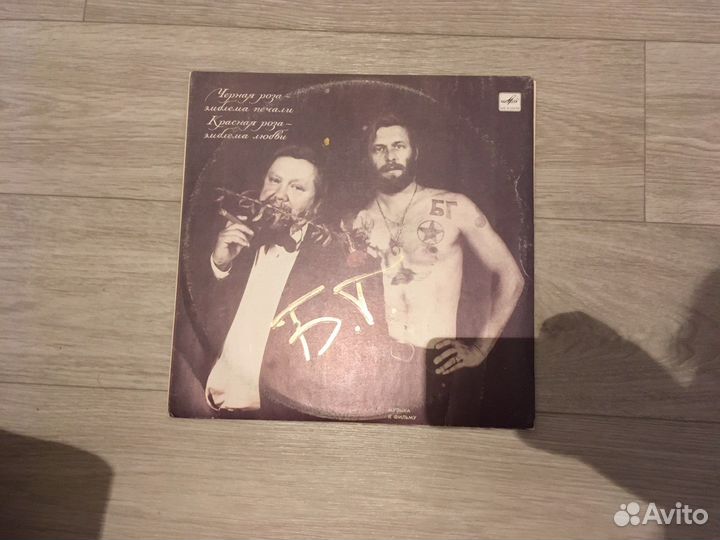 Черная роза —
эмблема печали
Красная роза —
эмблема любви
БГ
Б.Г.
МУЗЫКА
К ФИЛЬМУ
Avito